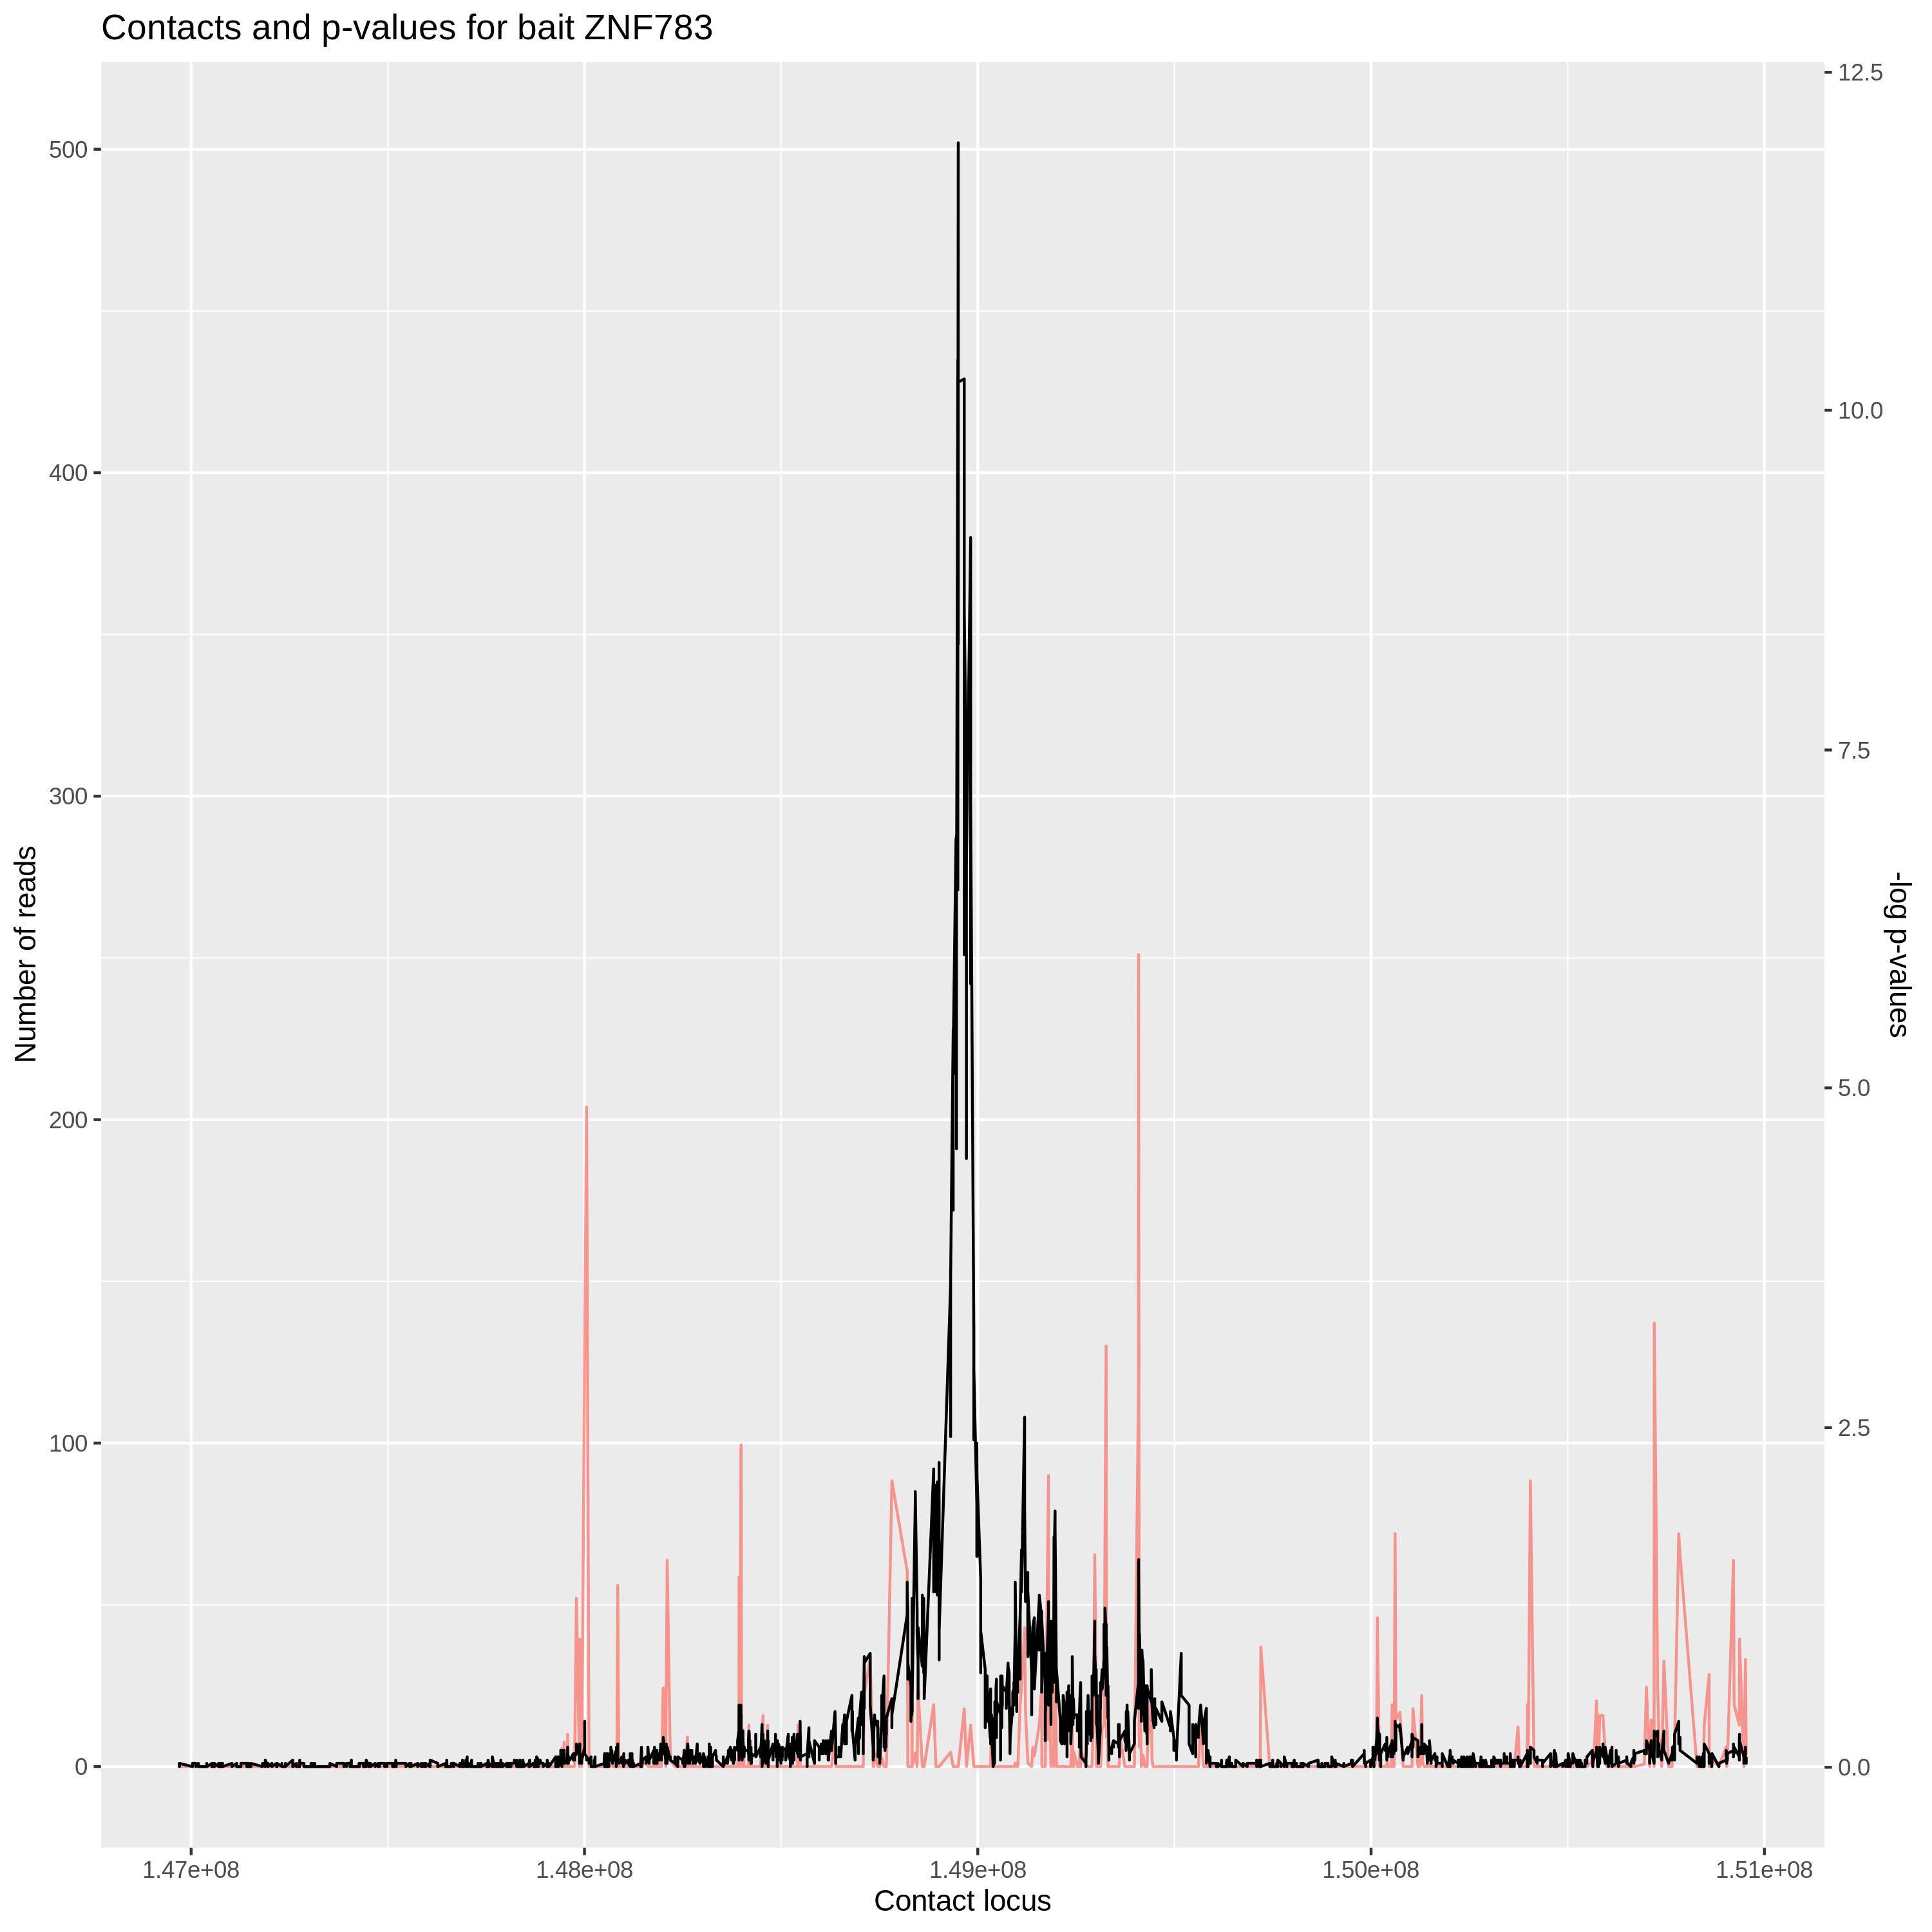 Contacts and p-values for bait ZNF783
12.5
500
10.0
400
7.5
300
Number of reads
-log p-values
5.0
200
2.5
100
0
0.0
1.47e+08 1.48e+08 1.49e+08 1.50e+08 1.51e+08
Contact locus